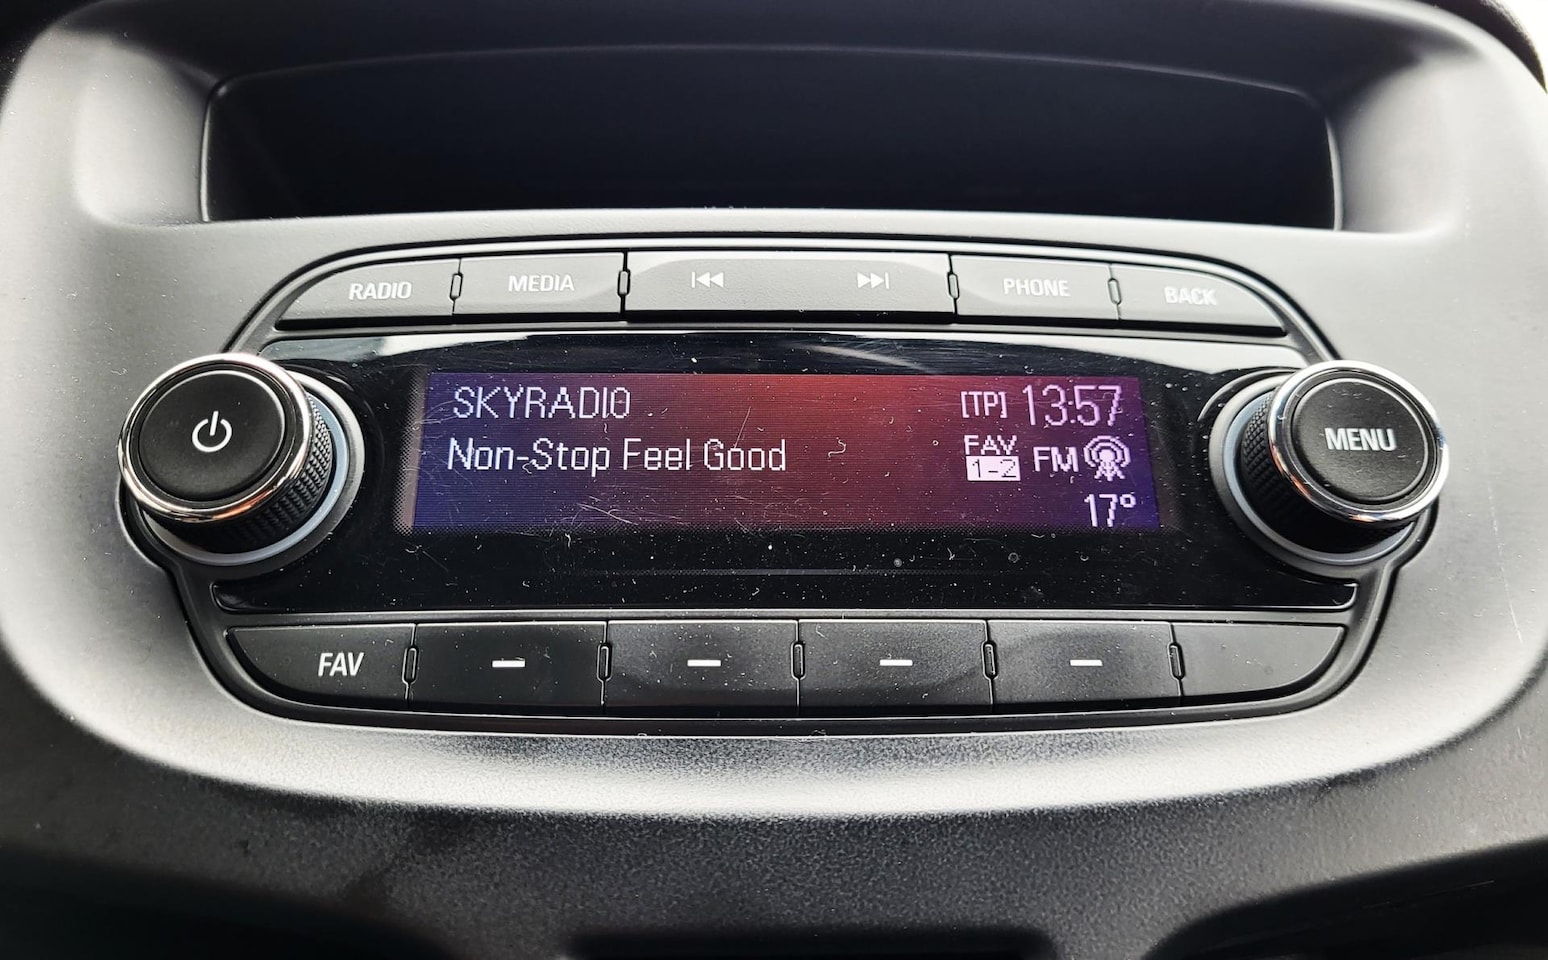 RADIO MEDIA PHONE BACK
SKYRADIO [TP] 13:57
Non-Stop Feel Good FAV 1-2 FM
17°
MENU
FAV